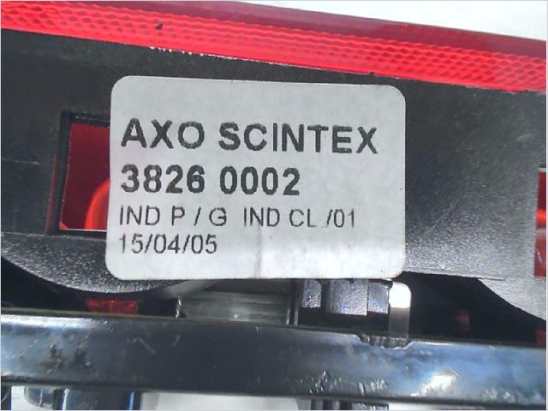 AXO SCINTEX
3826 0002
IND P / G IND CL /01
15/04/05